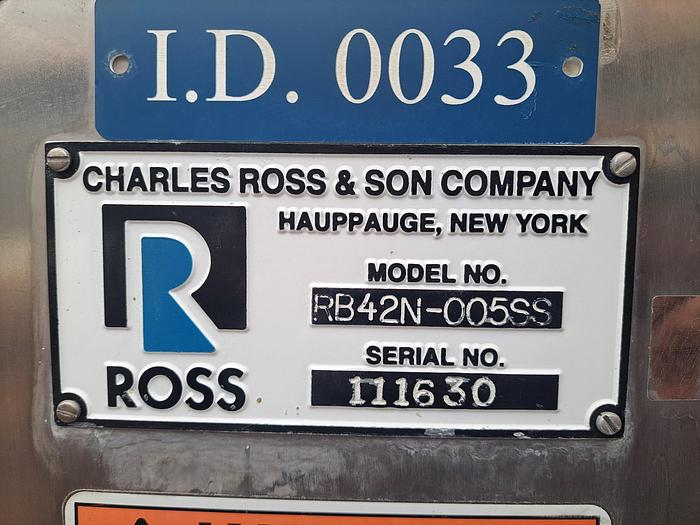 I.D. 0033
CHARLES ROSS & SON COMPANY
HAUPPAUGE, NEW YORK
R
MODEL NO.
RB42N-005SS
SERIAL NO.
111630
ROSS